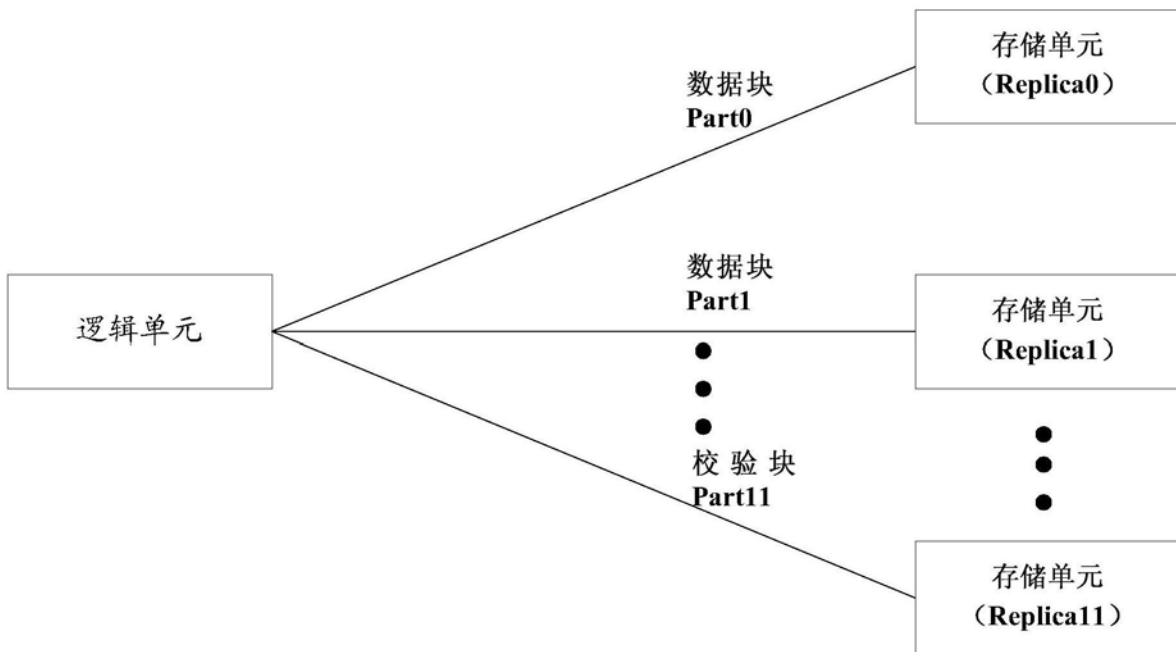 存储单元
（Replica0）
数据块
Part0
逻辑单元
数据块
Part1
存储单元
（Replica1）
校验块
Part11
存储单元
（Replica11）